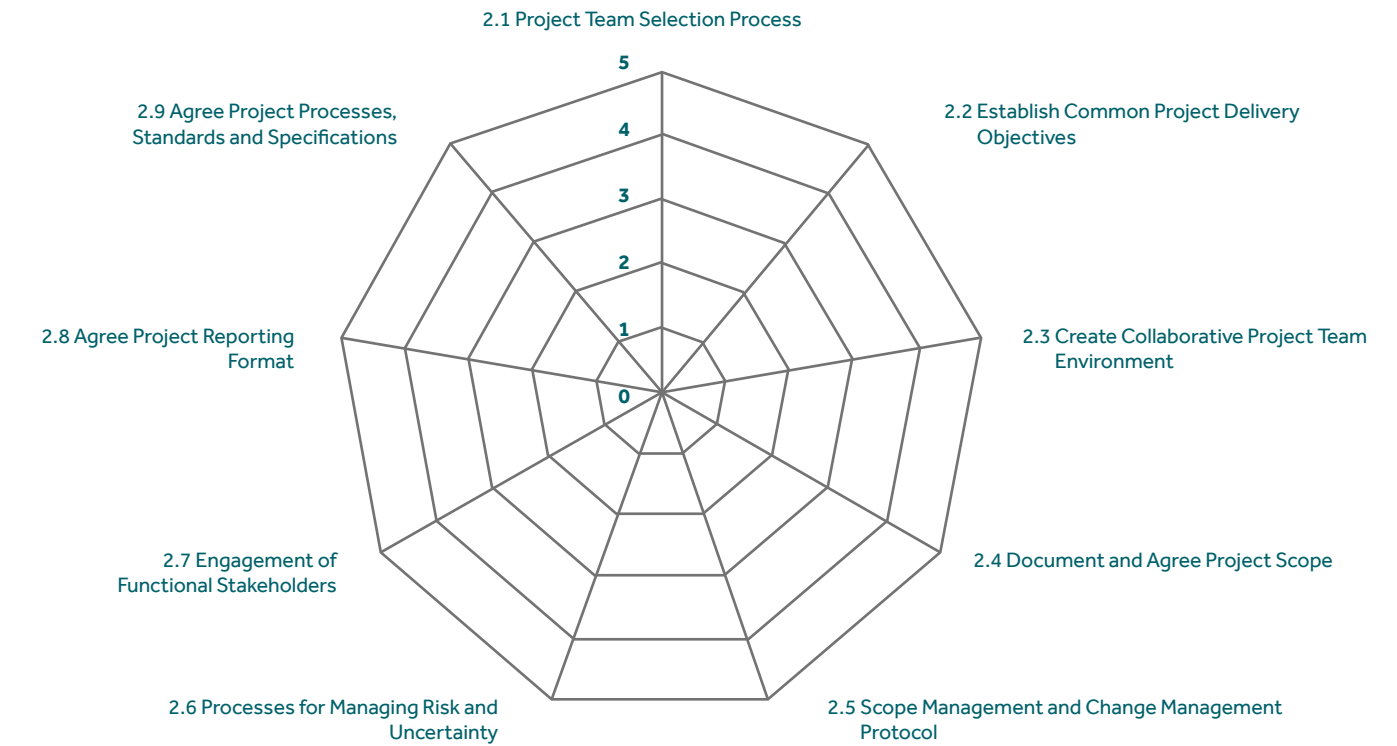 2.1 Project Team Selection Process
5
4
3
2
1
0
2.2 Establish Common Project Delivery
Objectives
2.3 Create Collaborative Project Team
Environment
2.4 Document and Agree Project Scope
2.5 Scope Management and Change Management
Protocol
2.6 Processes for Managing Risk and
Uncertainty
2.7 Engagement of
Functional Stakeholders
2.8 Agree Project Reporting
Format
2.9 Agree Project Processes,
Standards and Specifications